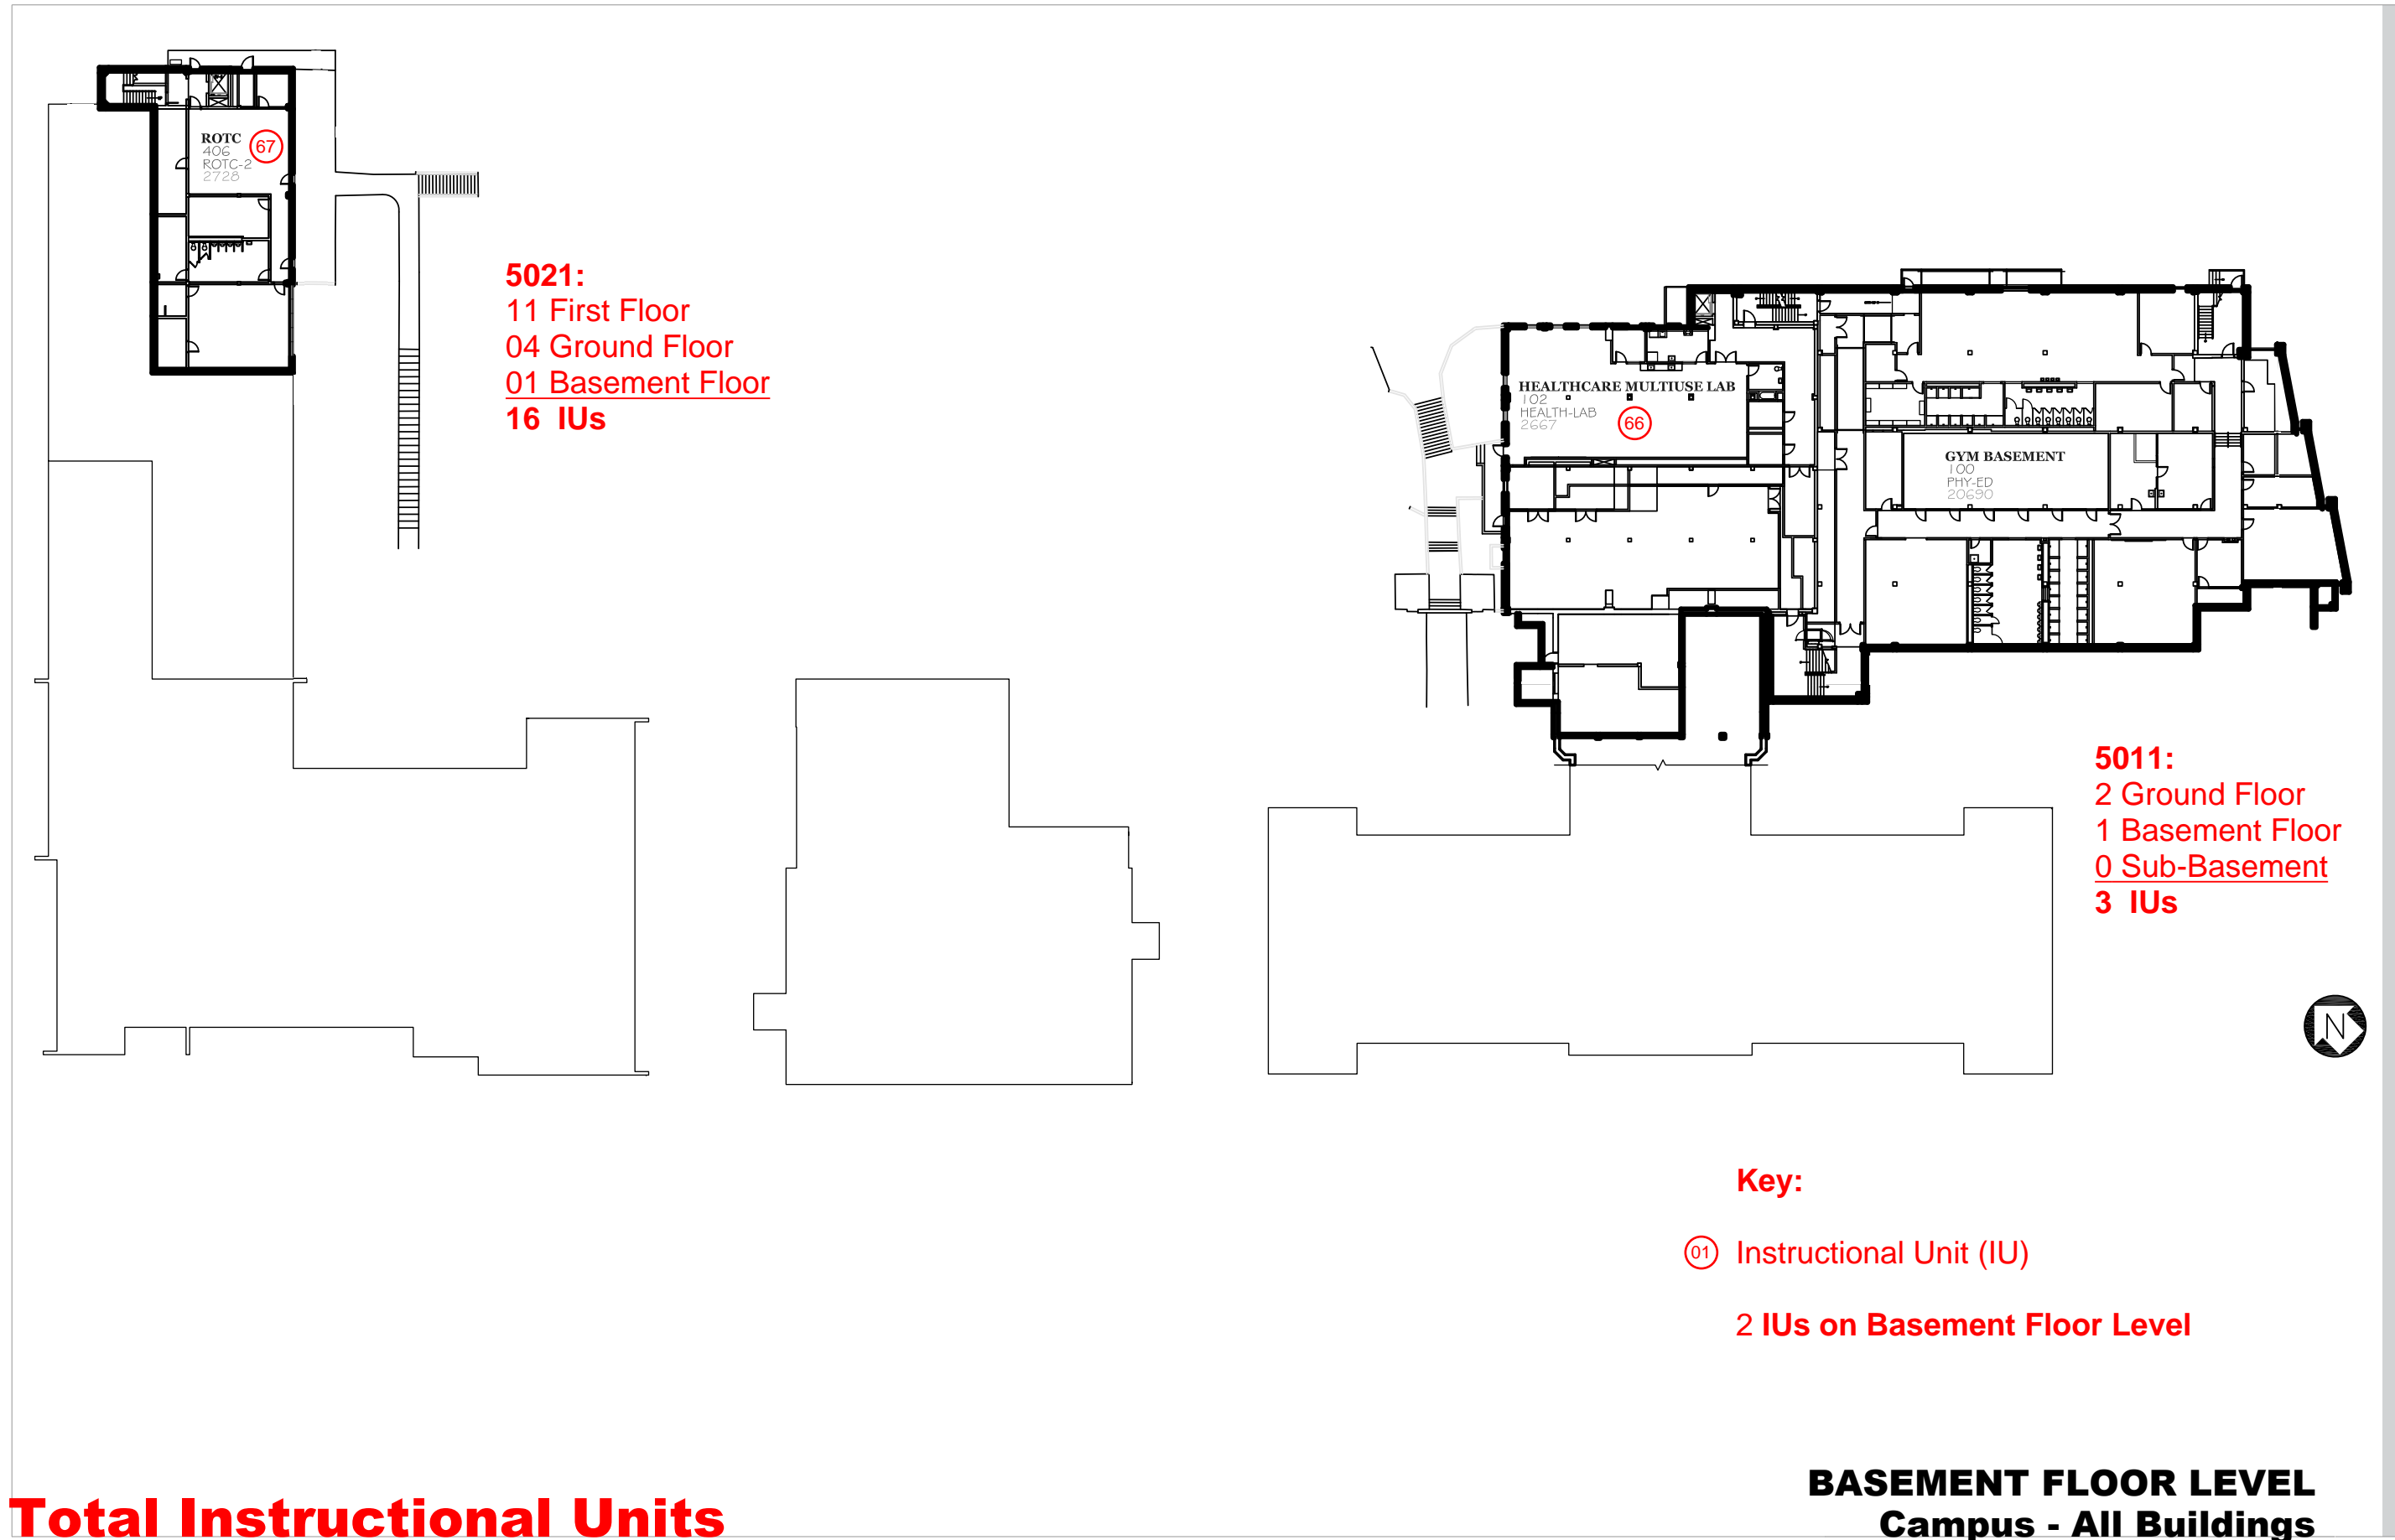 ROTC
406
ROTC-2
2728
67
5021:
11 First Floor
04 Ground Floor
01 Basement Floor
16 IUs
HEALTHCARE MULTIUSE LAB
102
HEALTH-LAB
2667
66
GYM BASEMENT
100
PHY-ED
20690
5011:
2 Ground Floor
1 Basement Floor
0 Sub-Basement
3 IUs
N
Key:
01 Instructional Unit (IU)
2 IUs on Basement Floor Level
BASEMENT FLOOR LEVEL
Campus - All Buildings
Total Instructional Units